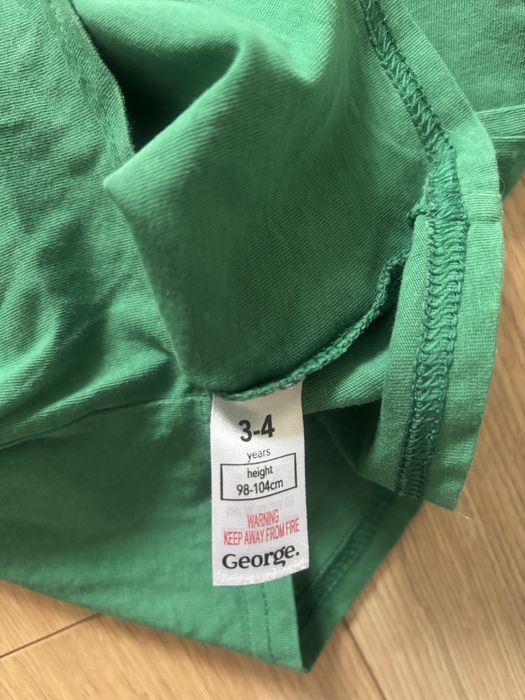 3-4
years
height
98-104cm
WARNING
KEEP AWAY FROM FIRE
George.